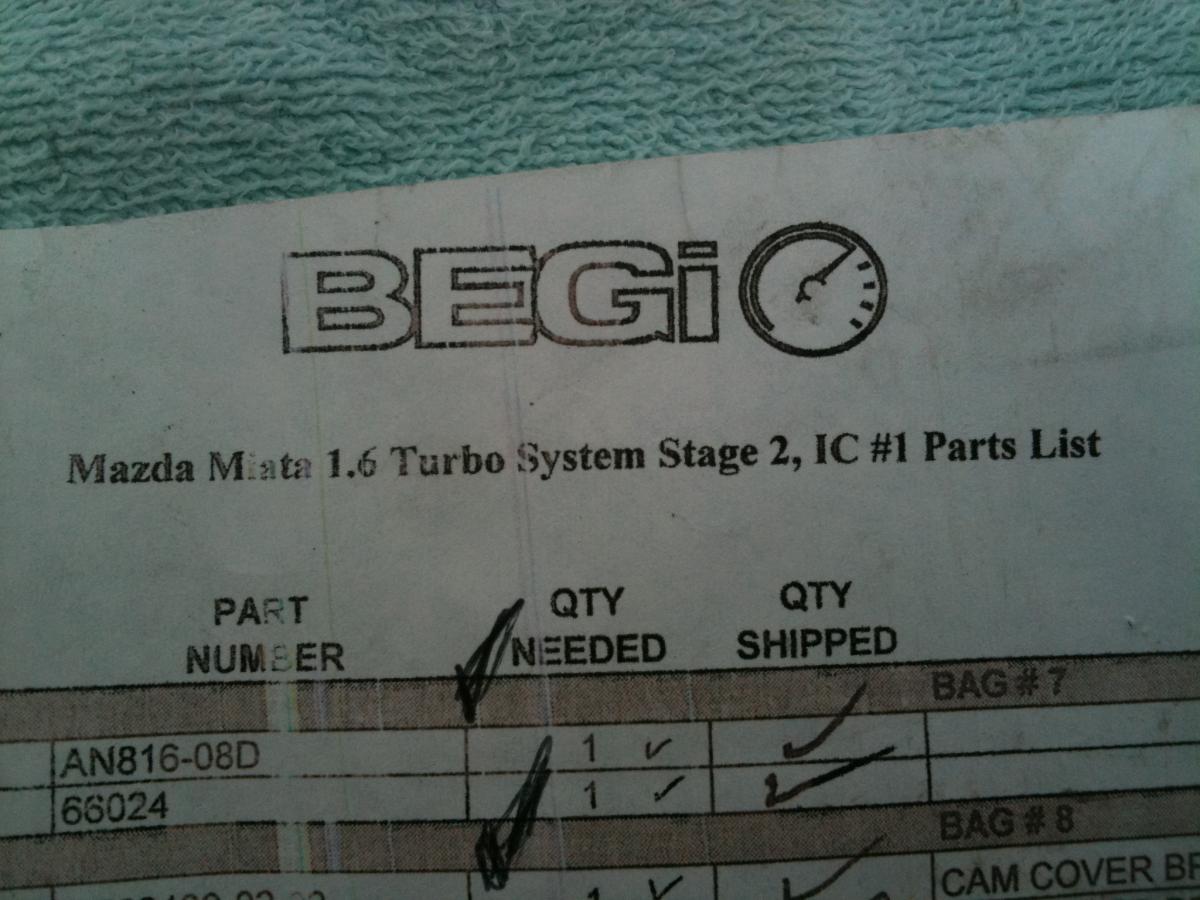 BEGi
Mazda Miata 1.6 Turbo System Stage 2, IC #1 Parts List
PART NUMBER QTY NEEDED QTY SHIPPED
BAG # 7
AN816-08D 1
66024 1
BAG # 8
1 CAM COVER